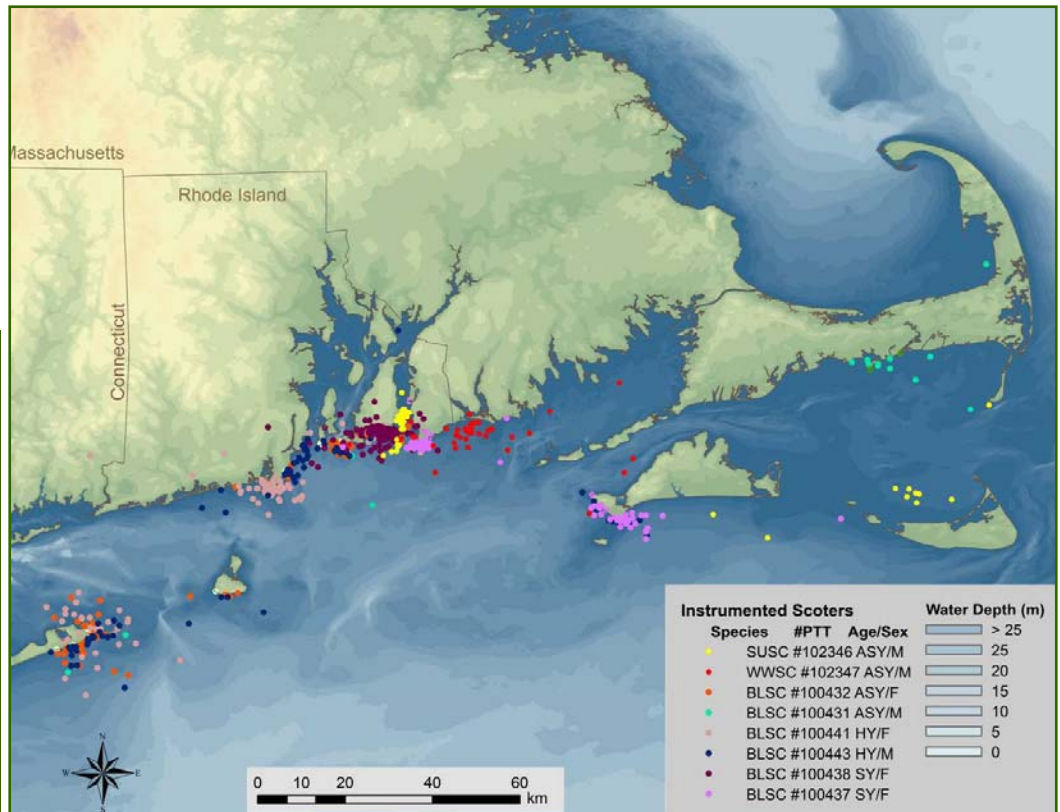 Massachusetts
Rhode Island
Connecticut
N
W E
S
0 10 20 40 60
km
Instrumented Scoters
Species #PTT Age/Sex
SUSC #102346 ASY/M
WWSC #102347 ASY/M
BLSC #100432 ASY/F
BLSC #100431 ASY/M
BLSC #100441 HY/F
BLSC #100443 HY/M
BLSC #100438 SY/F
BLSC #100437 SY/F
Water Depth (m)
> 25
25
20
15
10
5
0